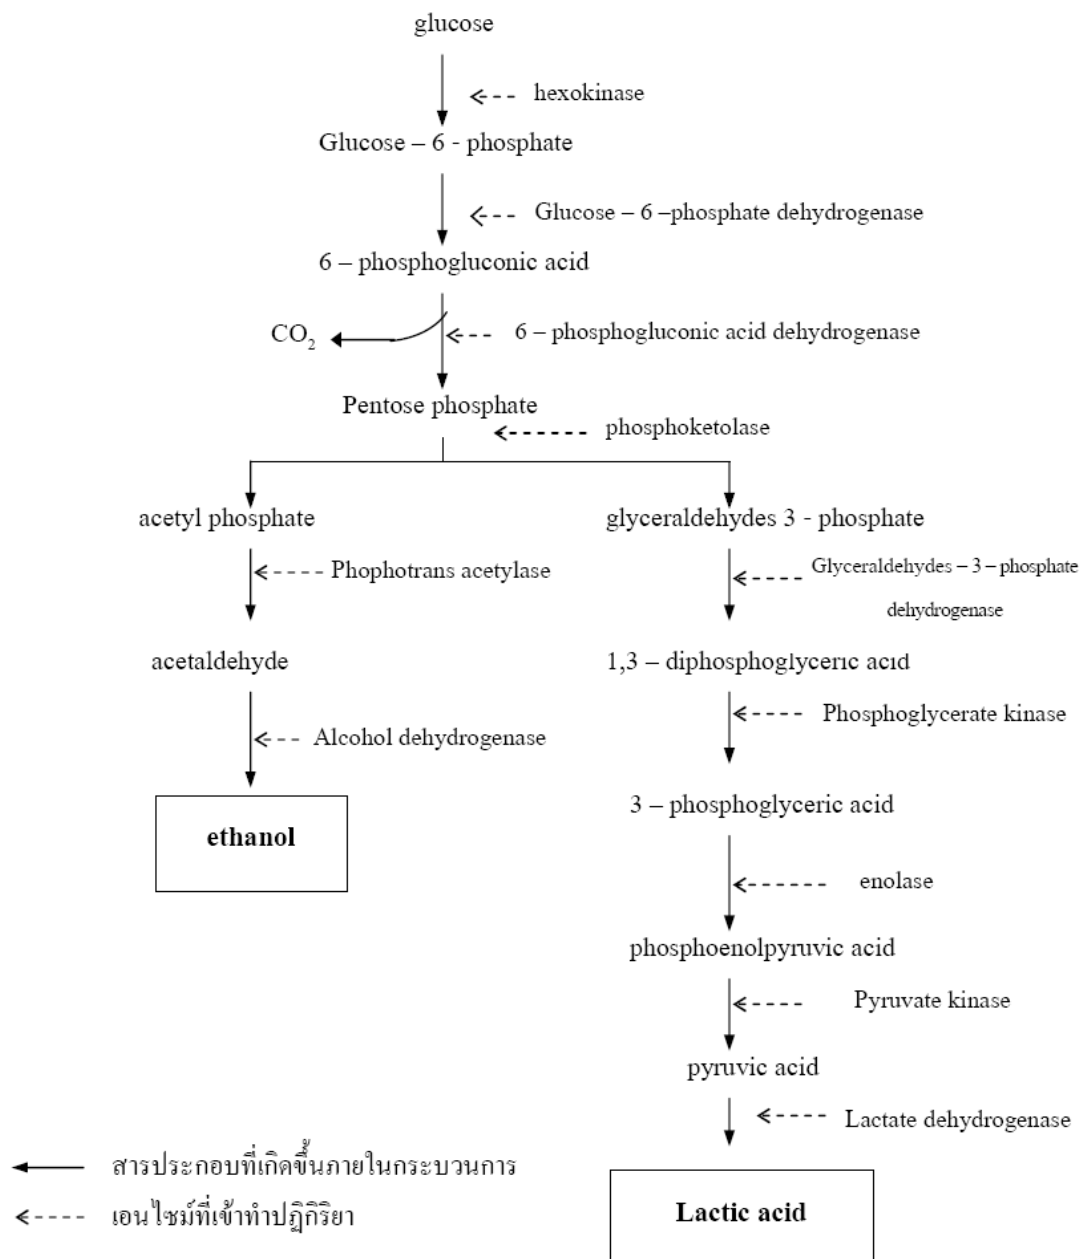 glucose
hexokinase
Glucose – 6 - phosphate
Glucose – 6 –phosphate dehydrogenase
6 – phosphogluconic acid
CO2
6 – phosphogluconic acid dehydrogenase
Pentose phosphate
phosphoketolase
acetyl phosphate
glyceraldehydes 3 - phosphate
Phophotrans acetylase
Glyceraldehydes – 3 – phosphate
dehydrogenase
acetaldehyde
1,3 – diphosphoglyceric acid
Phosphoglycerate kinase
Alcohol dehydrogenase
3 – phosphoglyceric acid
ethanol
enolase
phosphoenolpyruvic acid
Pyruvate kinase
pyruvic acid
Lactate dehydrogenase
สารประกอบที่เกิดขึ้นภายในกระบวนการ
เอนไซม์ที่เข้าทำปฏิกิริยา
Lactic acid